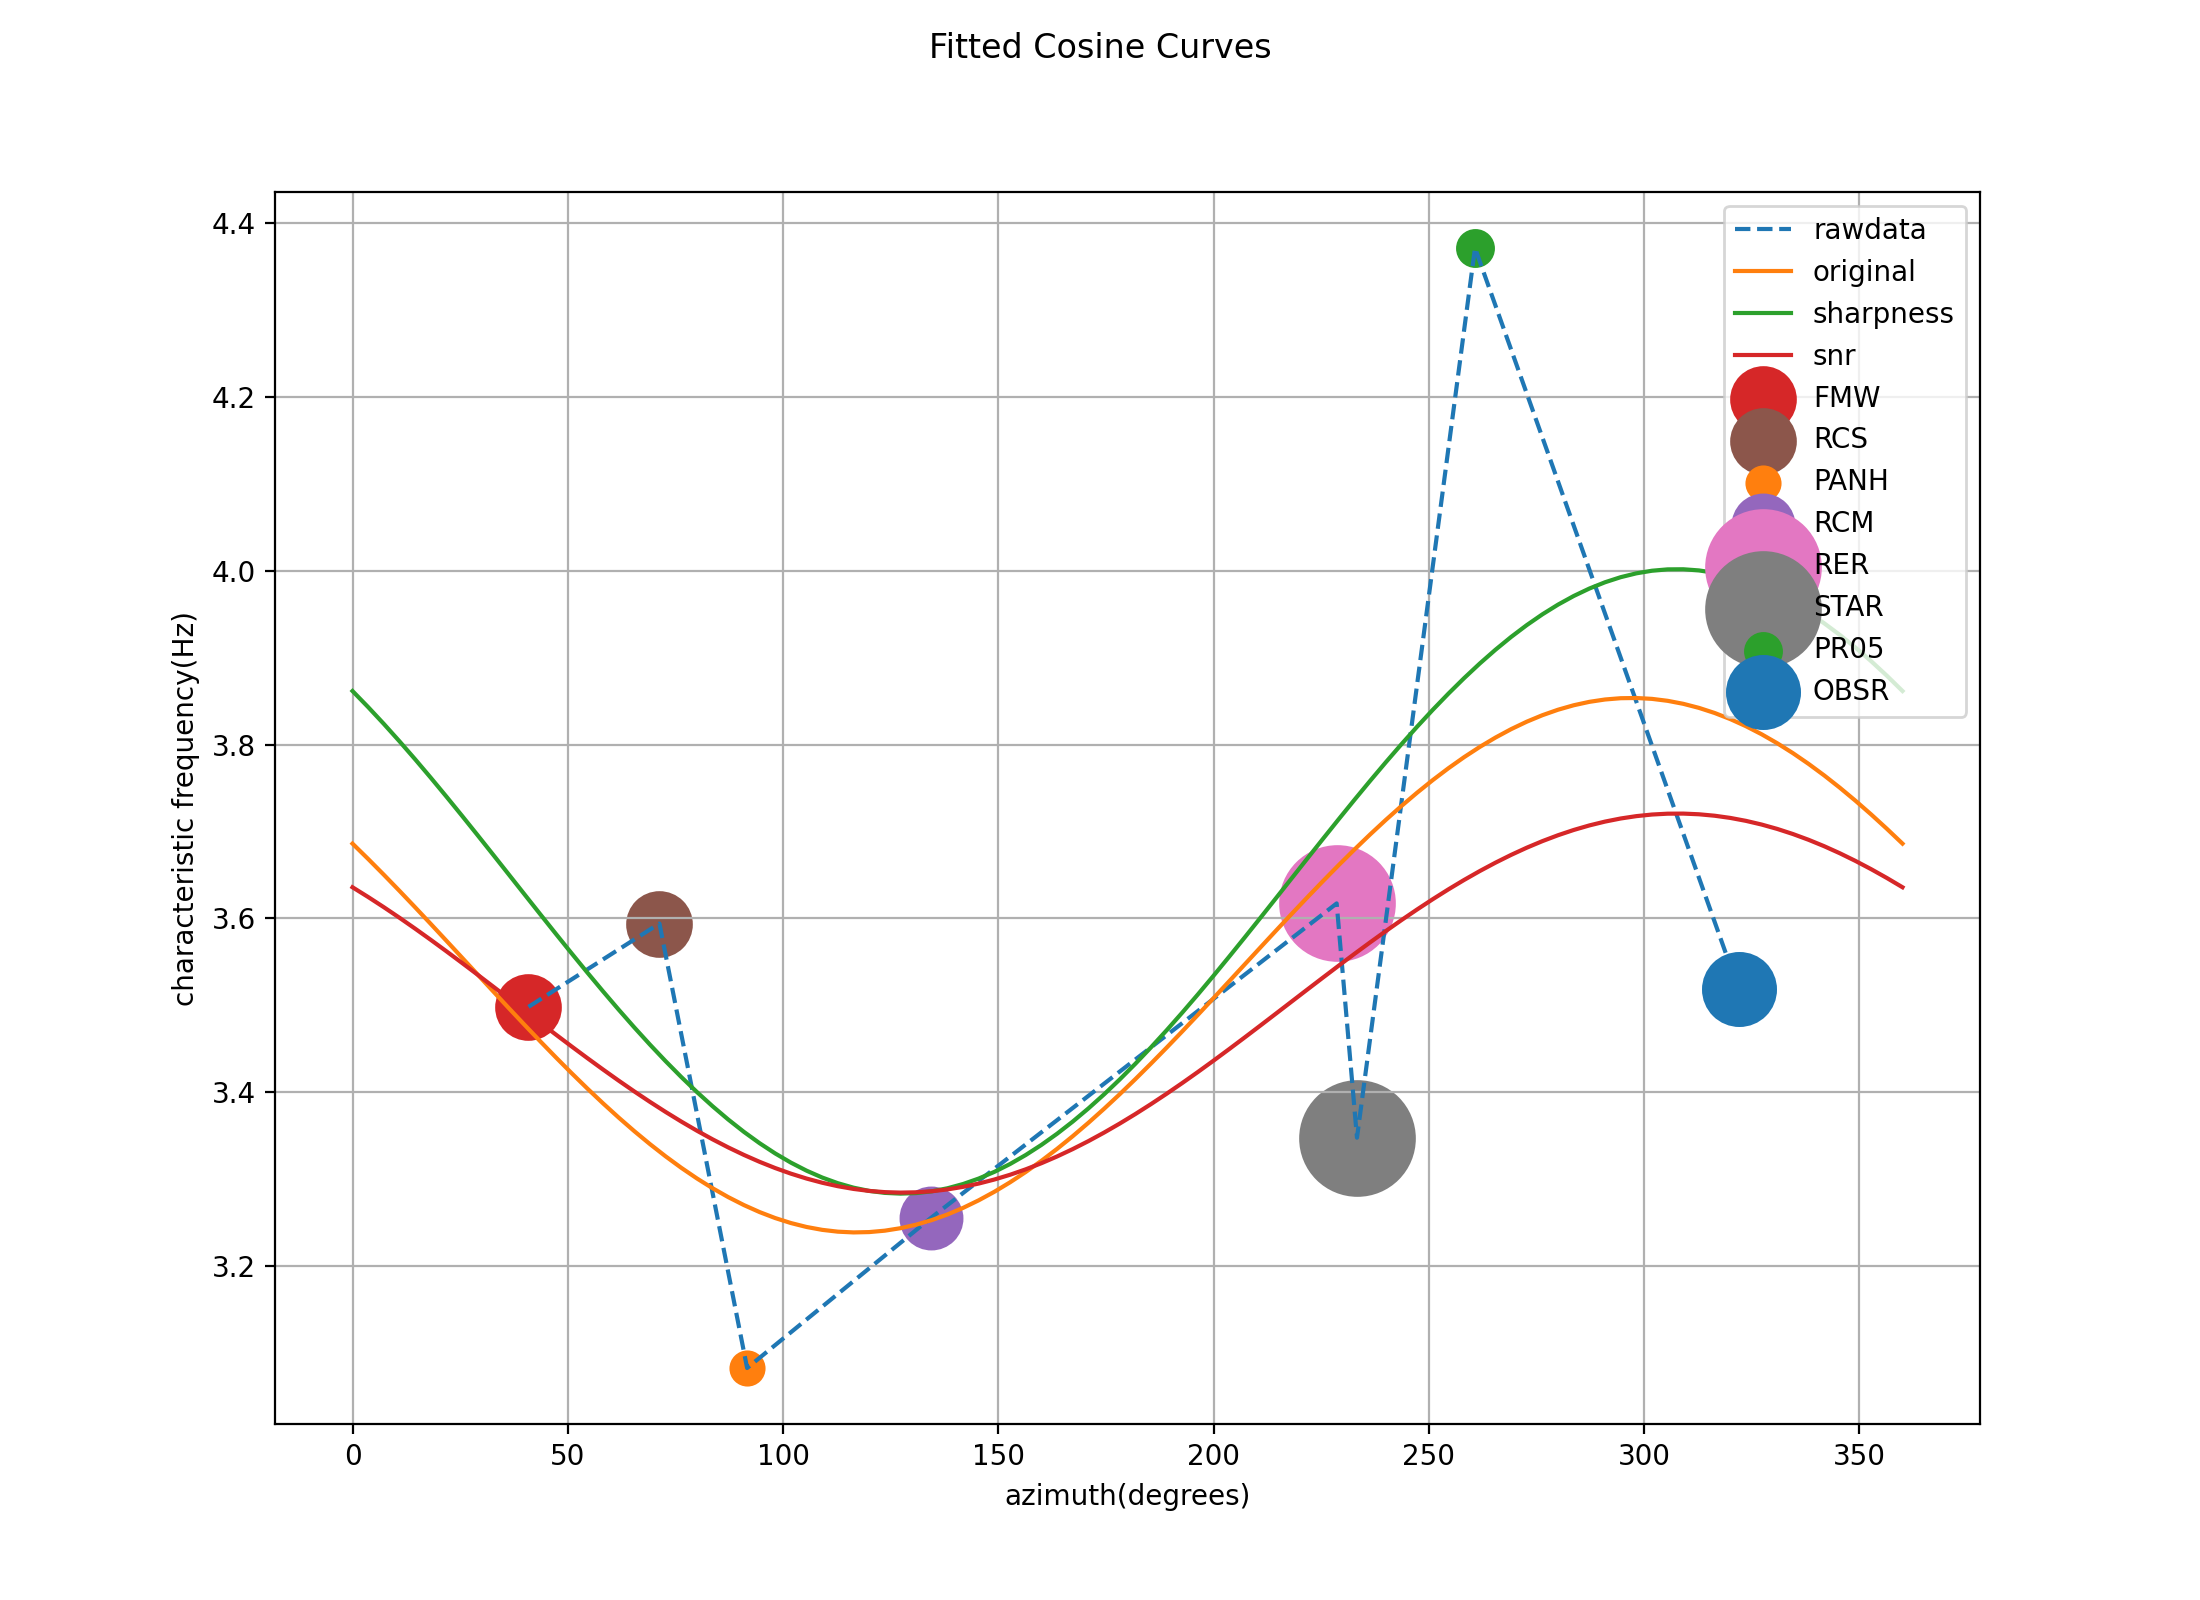 Fitted Cosine Curves
4.4
4.2
4.0
3.8
3.6
3.4
3.2
characteristic frequency(Hz)
rawdata
original
sharpness
snr
FMW
RCS
PANH
RCM
RER
STAR
PR05
OBSR
0 50 100 150 200 250 300 350
azimuth(degrees)